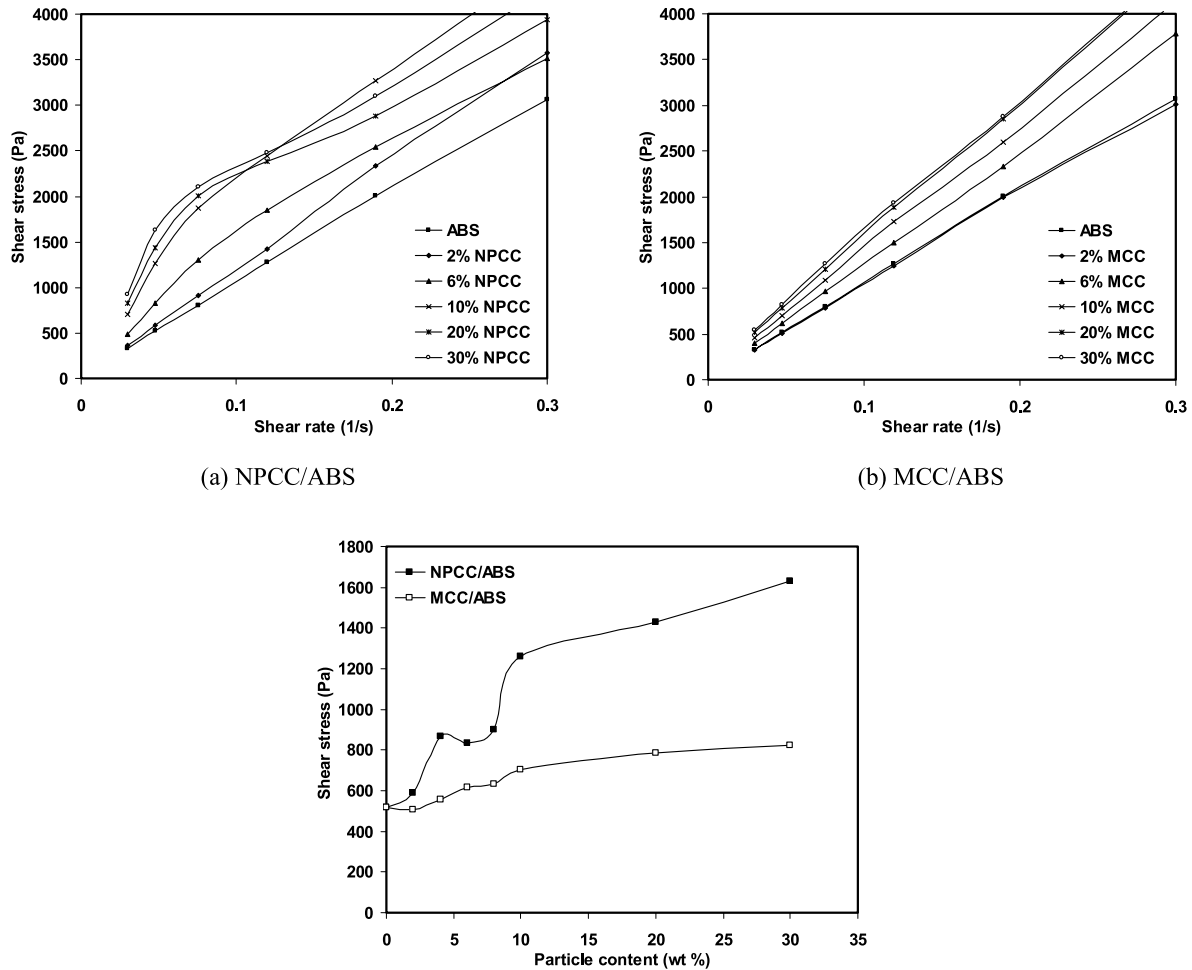 4000
3500
3000
2500
2000
1500
1000
500
0
Shear stress (Pa)
ABS
2% NPCC
6% NPCC
10% NPCC
20% NPCC
30% NPCC
0 0.1 0.2 0.3
Shear rate (1/s)
(a) NPCC/ABS
4000
3500
3000
2500
2000
1500
1000
500
0
Shear stress (Pa)
ABS
2% MCC
6% MCC
10% MCC
20% MCC
30% MCC
0 0.1 0.2 0.3
Shear rate (1/s)
(b) MCC/ABS
1800
1600
1400
1200
1000
800
600
400
200
0
Shear stress (Pa)
NPCC/ABS
MCC/ABS
0 5 10 15 20 25 30 35
Particle content (wt %)